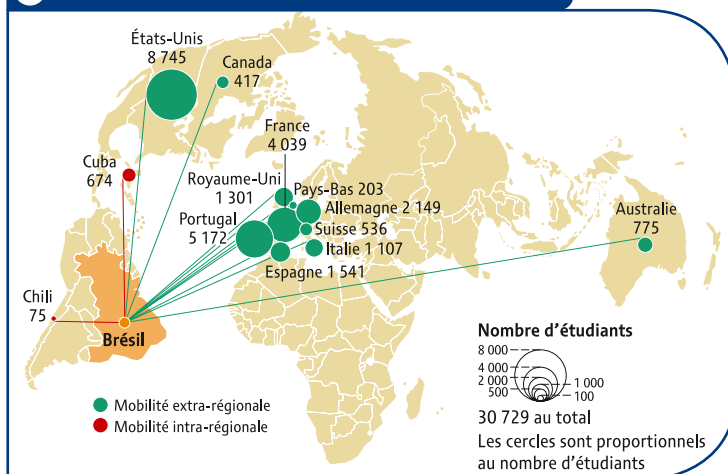 États-Unis
8 745
Canada
417
France
4 039
Cuba
674
Royaume-Uni
1 301
Pays-Bas 203
Allemagne 2 149
Portugal
5 172
Suisse 536
Italie 1 107
Espagne 1 541
Australie
775
Chili
75
Brésil
Mobilité extra-régionale
Mobilité intra-régionale
Nombre d'étudiants
8 000
4 000
2 000
500
1 000
100
30 729 au total
Les cercles sont proportionnels
au nombre d'étudiants